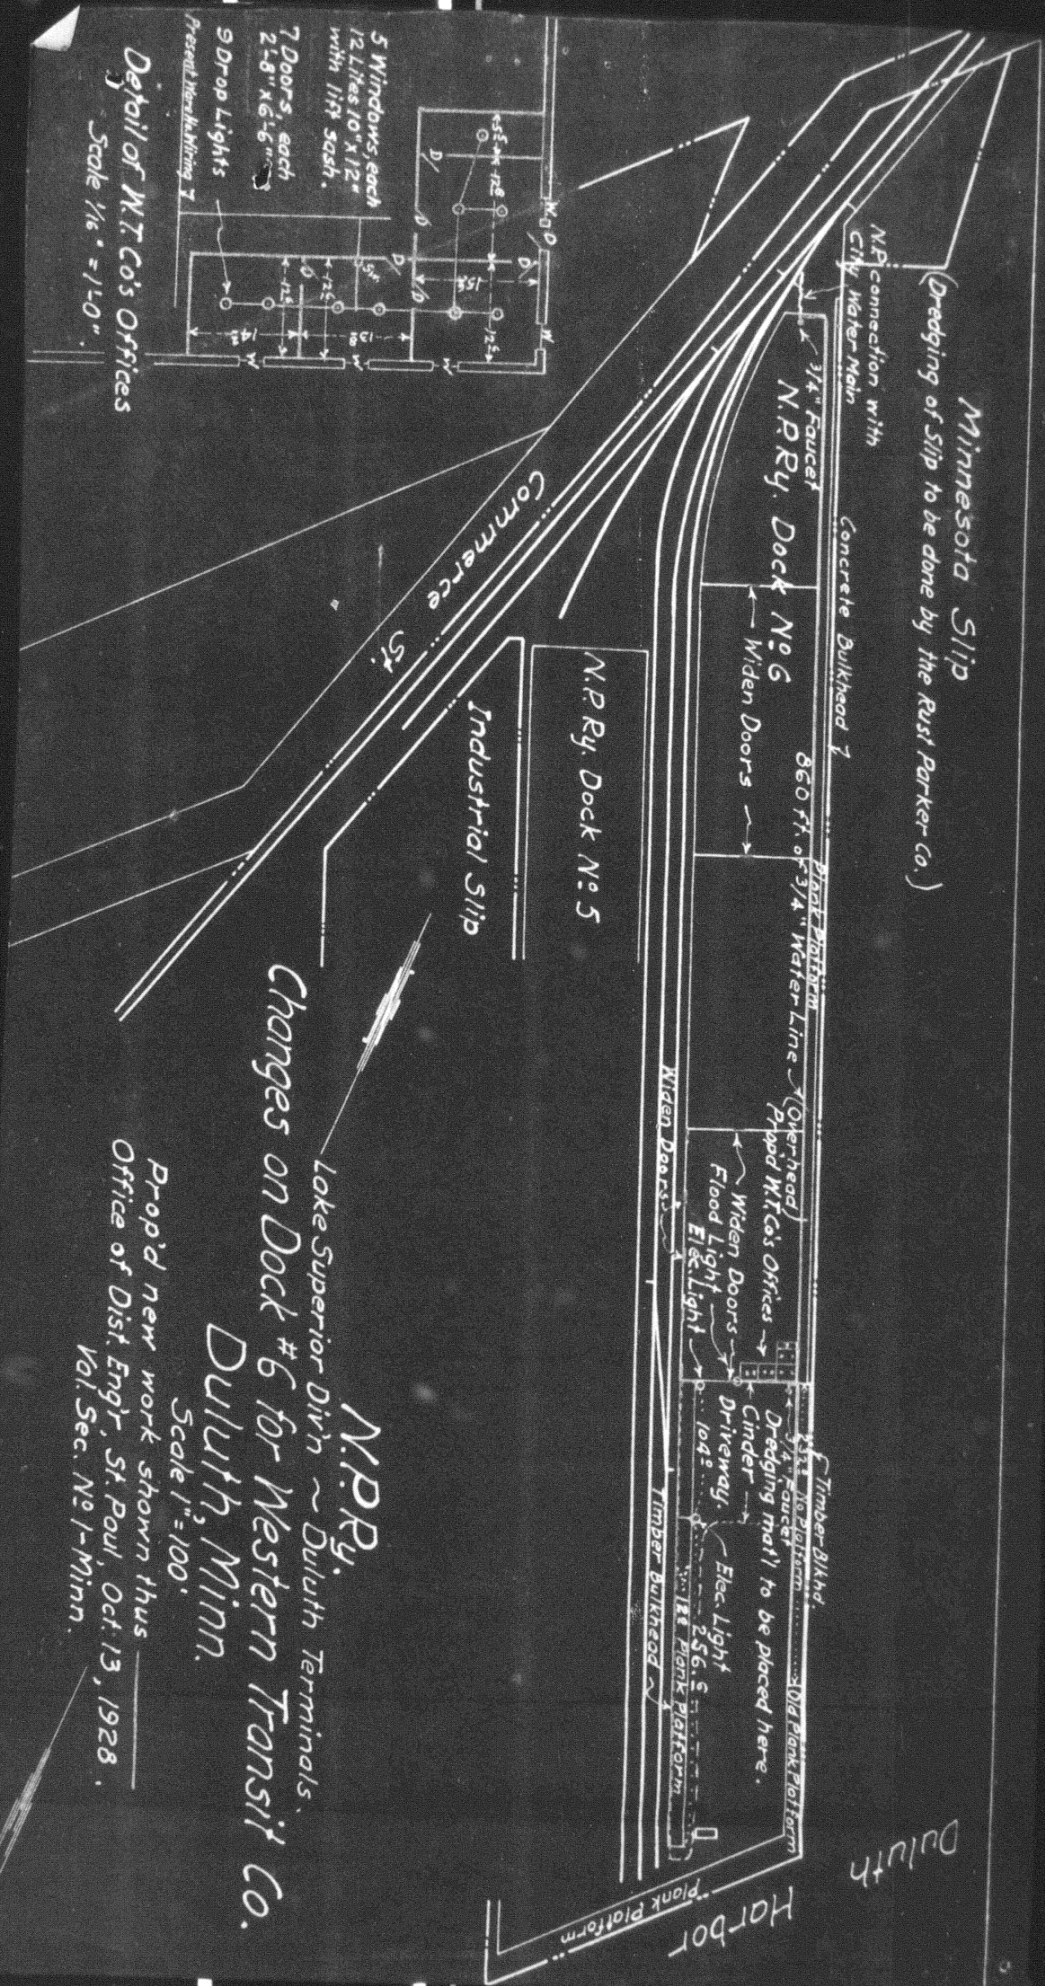 Minnesota Slip
(Dredging of Slip to be done by the Rust Parker Co.)
N.P. connection with
City Water Main
Concrete Bulkhead
3/4" Faucet
N.P.Ry. Dock Nº 6
Widen Doors
860 ft. of 3/4" Water Line (Overhead)
Plank Platform
Prop'd W.T.Co's Offices
Widen Doors
Flood Light
Elec. Light
Widen Doors
Timber Blkhd.
3/4" Faucet
Dredging mat'l to be placed here.
Cinder
Driveway.
104º
Elec. Light
256.6
12º Plank Platform
Timber Bulkhead
Old Plank Platform
Plank Platform
Duluth
Harbor
N.P.Ry. Dock Nº 5
Industrial Slip
Commerce St.
5 Windows, each
12 Lites 10"x12"
with lift sash.
7 Doors, each
2'-8"x6'-6"
9 Drop Lights
W
D
W
D
D
D
D
D
W
W
W
Detail of W.T.Co's Offices
Scale 1/16" = 1'-0".
N.P.Ry.
Lake Superior Div'n ~ Duluth Terminals.
Changes on Dock #6 for Western Transit Co.
Duluth, Minn.
Scale 1"=100'
Prop'd new work shown thus
Office of Dist. Eng'r, St. Paul, Oct. 13, 1928.
Val. Sec. Nº 1-Minn.